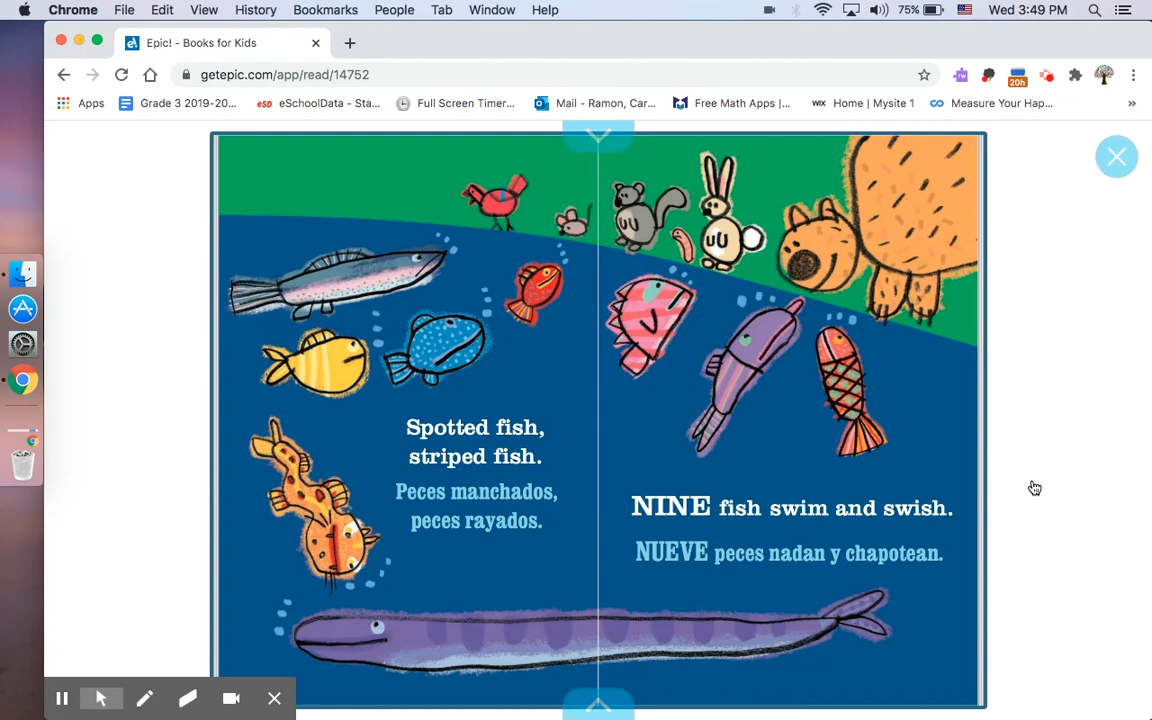 Chrome File Edit View History Bookmarks People Tab Window Help 75% Wed 3:49 PM
Epic! - Books for Kids
getepic.com/app/read/14752
20h
Apps Grade 3 2019-20... eSD eSchoolData - Sta... Full Screen Timer... Mail - Ramon, Car... Free Math Apps |... WIX Home | Mysite 1 Measure Your Hap... »
Spotted fish,
striped fish.
Peces manchados,
peces rayados.
NINE fish swim and swish.
NUEVE peces nadan y chapotean.